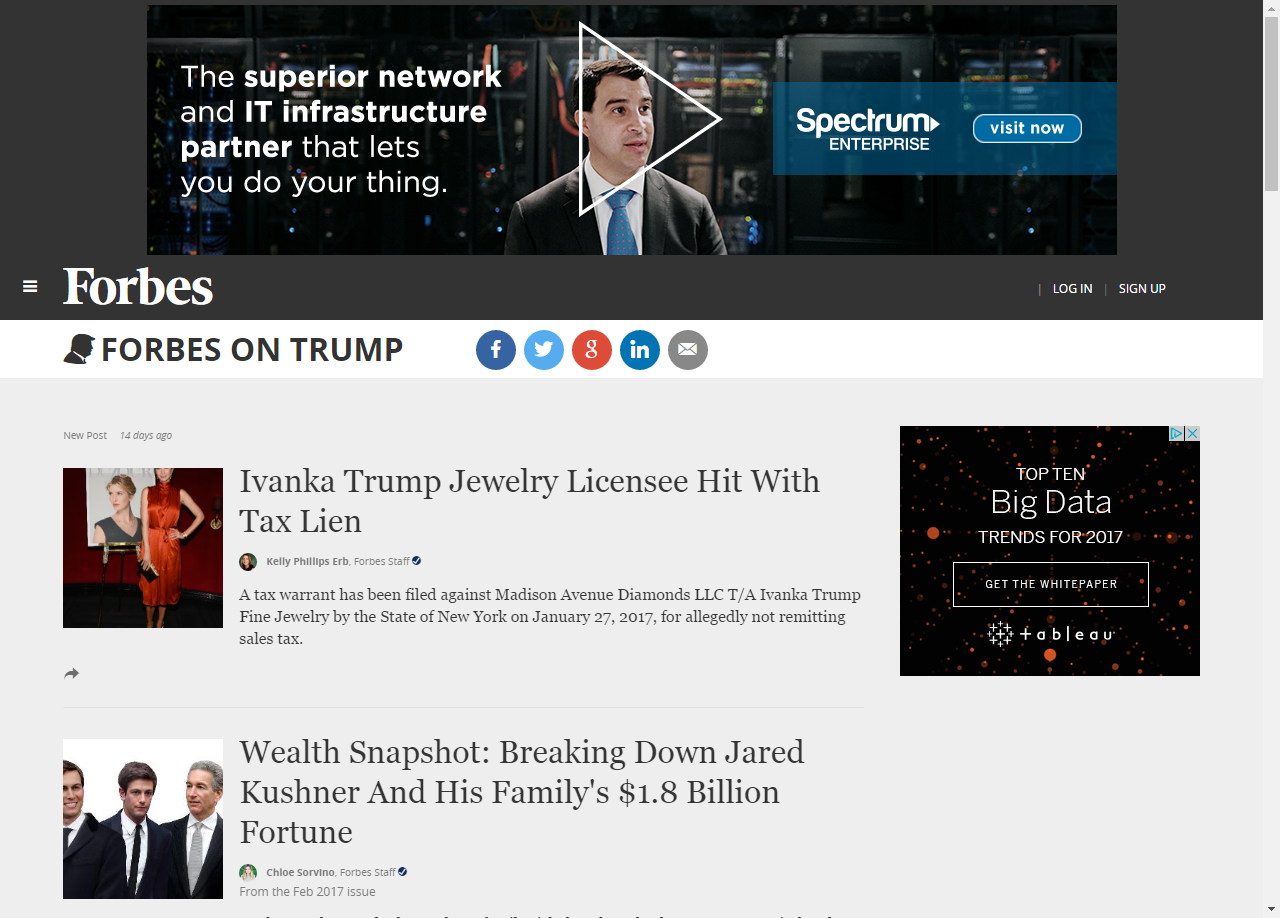 The superior network
and IT infrastructure
partner that lets
you do your thing.
Spectrum
ENTERPRISE
visit now
Forbes
| LOG IN | SIGN UP
FORBES ON TRUMP
New Post 14 days ago
Ivanka Trump Jewelry Licensee Hit With
Tax Lien
Kelly Phillips Erb, Forbes Staff
A tax warrant has been filed against Madison Avenue Diamonds LLC T/A Ivanka Trump
Fine Jewelry by the State of New York on January 27, 2017, for allegedly not remitting
sales tax.
TOP TEN
Big Data
TRENDS FOR 2017
GET THE WHITEPAPER
+ableau
Wealth Snapshot: Breaking Down Jared
Kushner And His Family's $1.8 Billion
Fortune
Chloe Sorvino, Forbes Staff
From the Feb 2017 issue